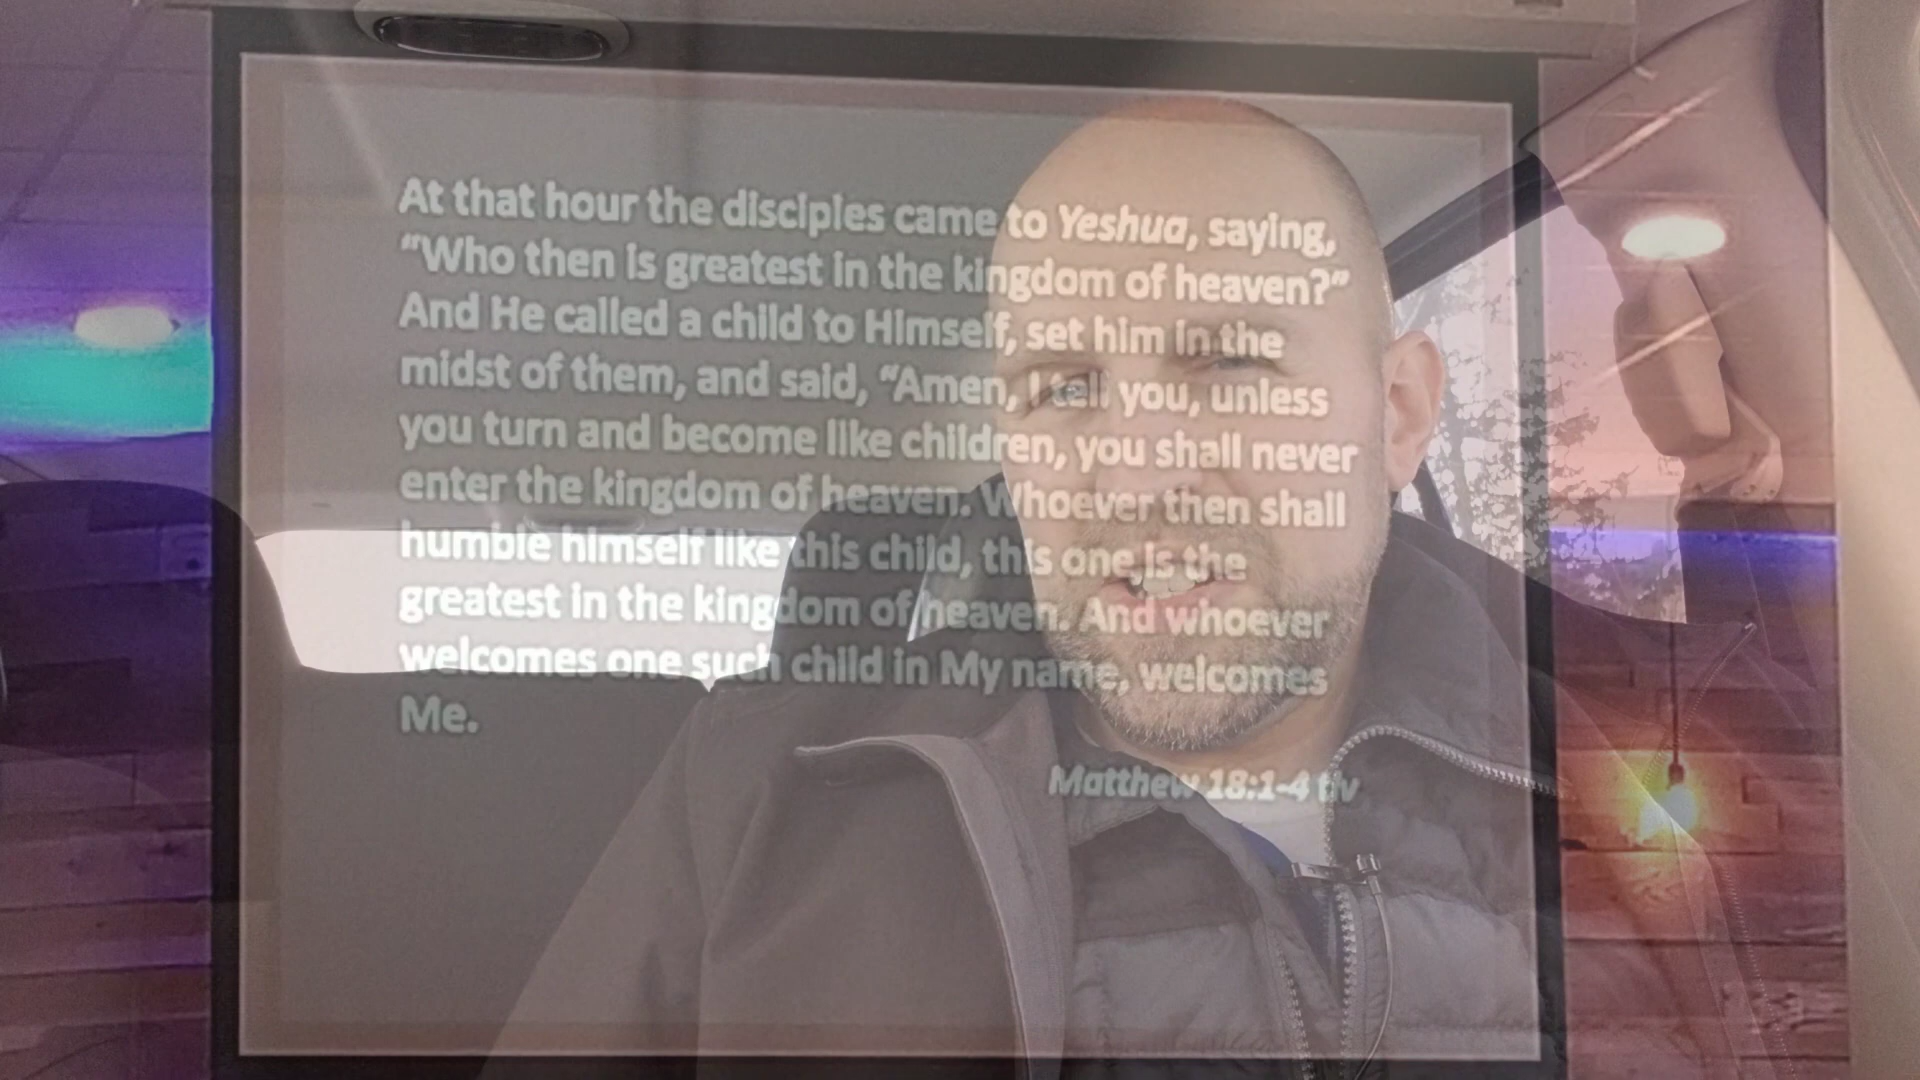 At that hour the disciples came to Yeshua, saying,
“Who then is greatest in the kingdom of heaven?”
And He called a child to Himself, set him in the
midst of them, and said, “Amen, I tell you, unless
you turn and become like children, you shall never
enter the kingdom of heaven. Whoever then shall
humble himself like this child, this one is the
greatest in the kingdom of heaven. And whoever
welcomes one such child in My name, welcomes
Me.
Matthew 18:1-4 tlv